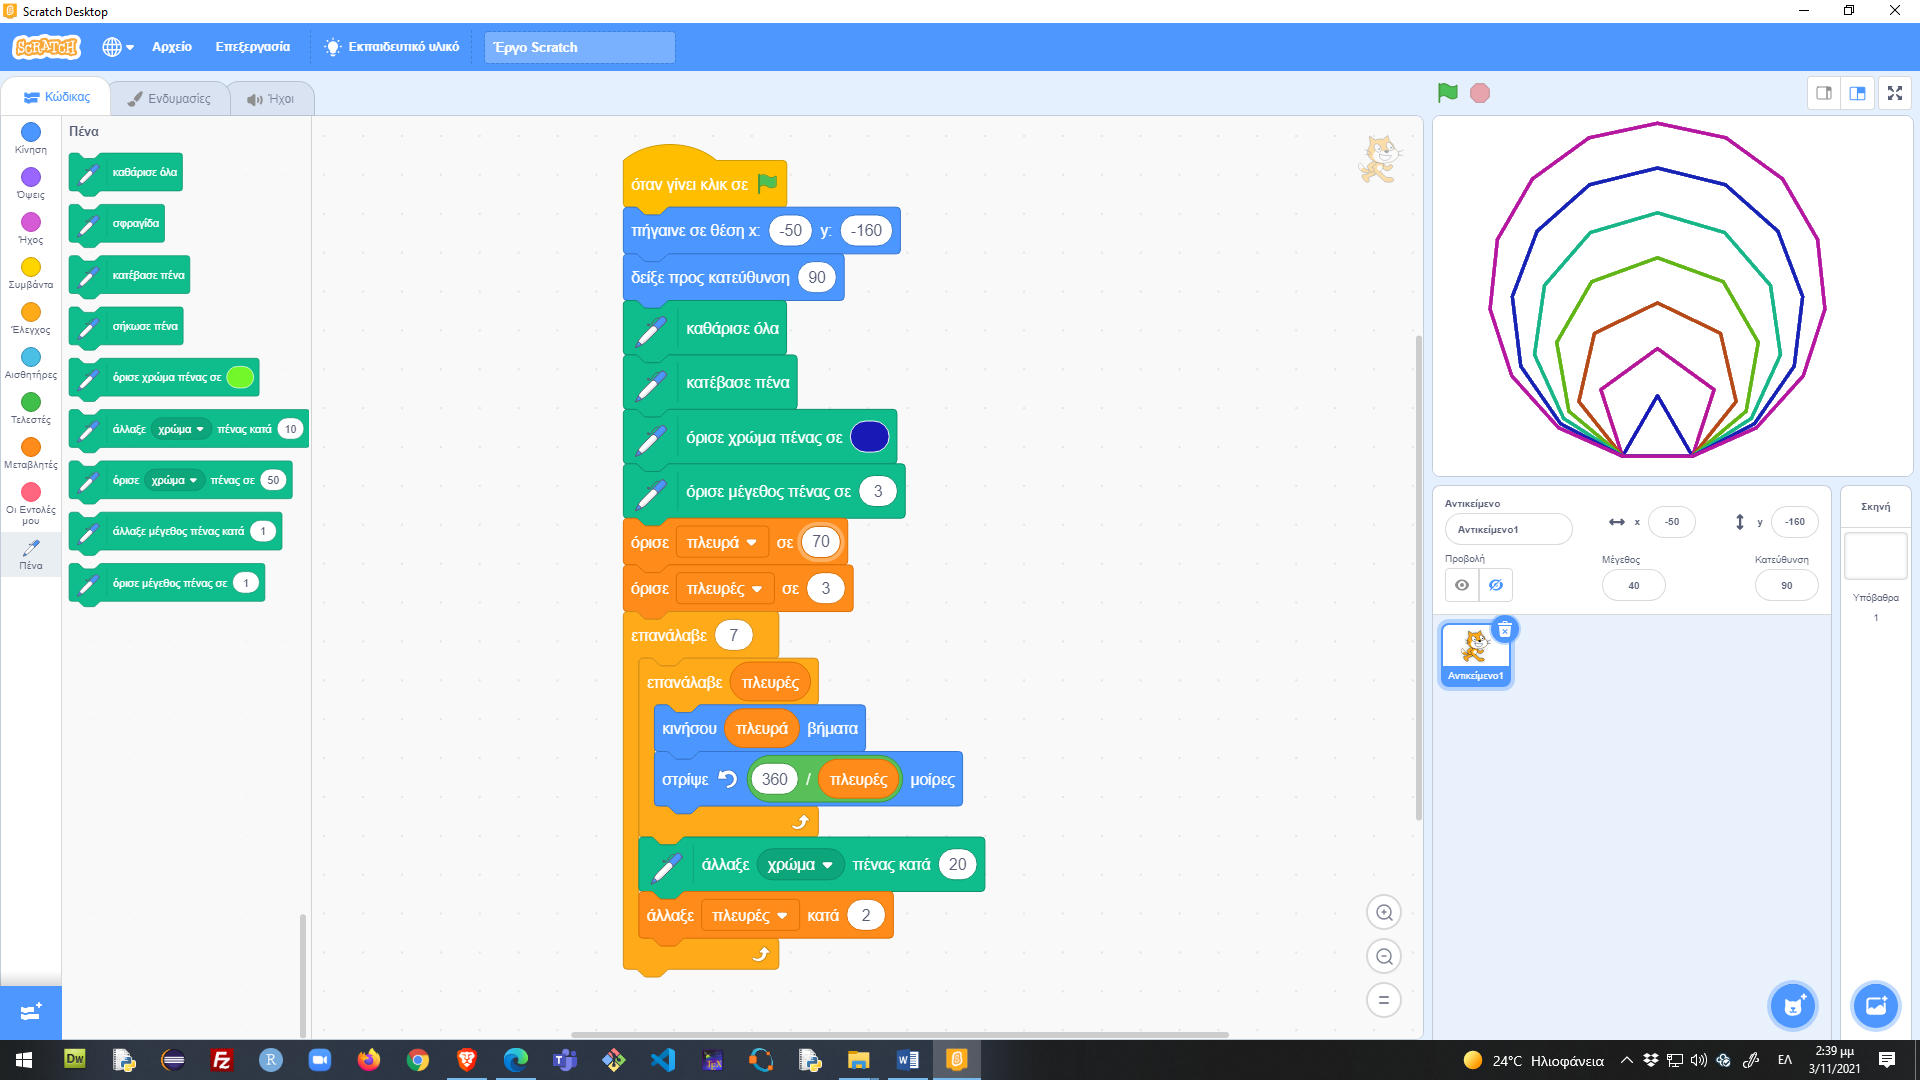 Scratch Desktop
SCRATCH
Αρχείο
Επεξεργασία
Εκπαιδευτικό υλικό
Έργο Scratch
Κώδικας
Ενδυμασίες
Ήχοι
Κίνηση
Όψεις
Ήχος
Συμβάντα
Έλεγχος
Αισθητήρες
Τελεστές
Μεταβλητές
Οι Εντολές
μου
Πένα
Πένα
καθάρισε όλα
σφραγίδα
κατέβασε πένα
σήκωσε πένα
όρισε χρώμα πένας σε
άλλαξε χρώμα πένας κατά 10
όρισε χρώμα πένας σε 50
άλλαξε μέγεθος πένας κατά 1
όρισε μέγεθος πένας σε 1
όταν γίνει κλικ σε
πήγαινε σε θέση x: -50 y: -160
δείξε προς κατεύθυνση 90
καθάρισε όλα
κατέβασε πένα
όρισε χρώμα πένας σε
όρισε μέγεθος πένας σε 3
όρισε πλευρά σε 70
όρισε πλευρές σε 3
επανάλαβε 7
επανάλαβε πλευρές
κινήσου πλευρά βήματα
στρίψε 360 / πλευρές μοίρες
άλλαξε χρώμα πένας κατά 20
άλλαξε πλευρές κατά 2
Αντικείμενο
Αντικείμενο1
x -50
y -160
Προβολή
Μέγεθος
40
Κατεύθυνση
90
Αντικείμενο1
Σκηνή
Υπόβαθρα
1
Dw
Fz
R
W
24°C Ηλιοφάνεια
ΕΛ
2:39 μμ
3/11/2021